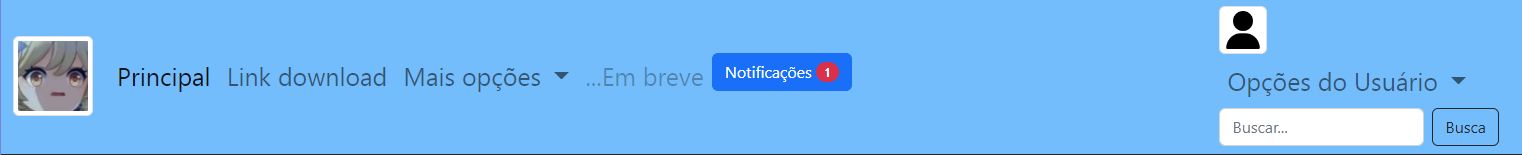 Principal Link download Mais opções ...Em breve Notificações 1
Opções do Usuário
Buscar... Busca